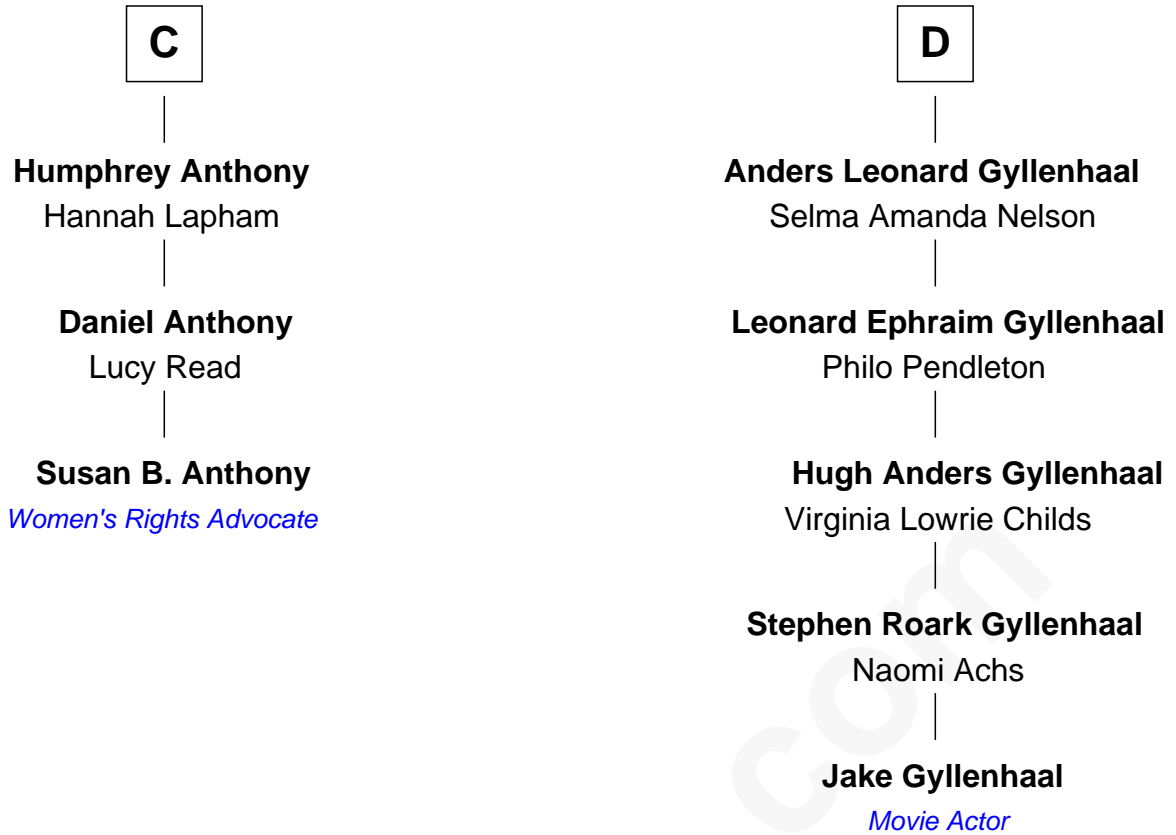 C
Humphrey Anthony
Hannah Lapham
Daniel Anthony
Lucy Read
Susan B. Anthony
Women's Rights Advocate
D
Anders Leonard Gyllenhaal
Selma Amanda Nelson
Leonard Ephraim Gyllenhaal
Philo Pendleton
Hugh Anders Gyllenhaal
Virginia Lowrie Childs
Stephen Roark Gyllenhaal
Naomi Achs
Jake Gyllenhaal
Movie Actor
com